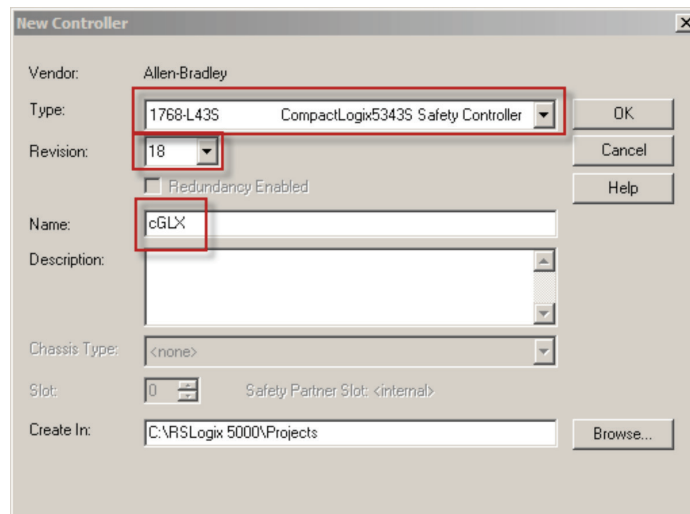 New Controller
Vendor: Allen-Bradley
Type: 1768-L43S CompactLogix5343S Safety Controller
OK
Revision: 18
Cancel
Redundancy Enabled
Help
Name: cGLX
Description:
Chassis Type: <none>
Slot: 0 Safety Partner Slot: <internal>
Create In: C:\RSLogix 5000\Projects
Browse...